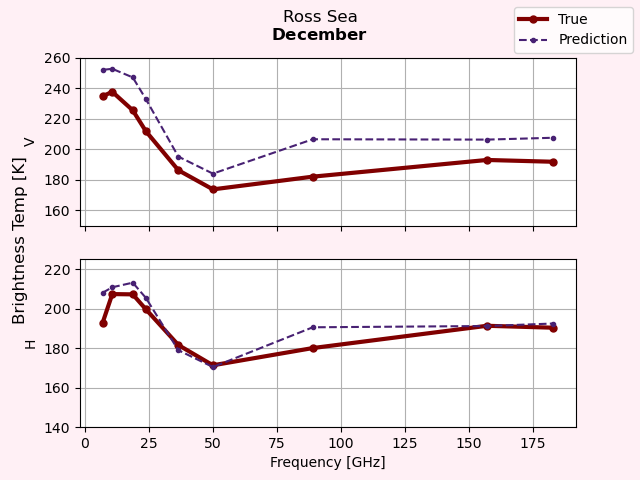 Ross Sea
December
True
Prediction
Brightness Temp [K]
V
260
240
220
200
180
160
H
220
200
180
160
140
0 25 50 75 100 125 150 175
Frequency [GHz]